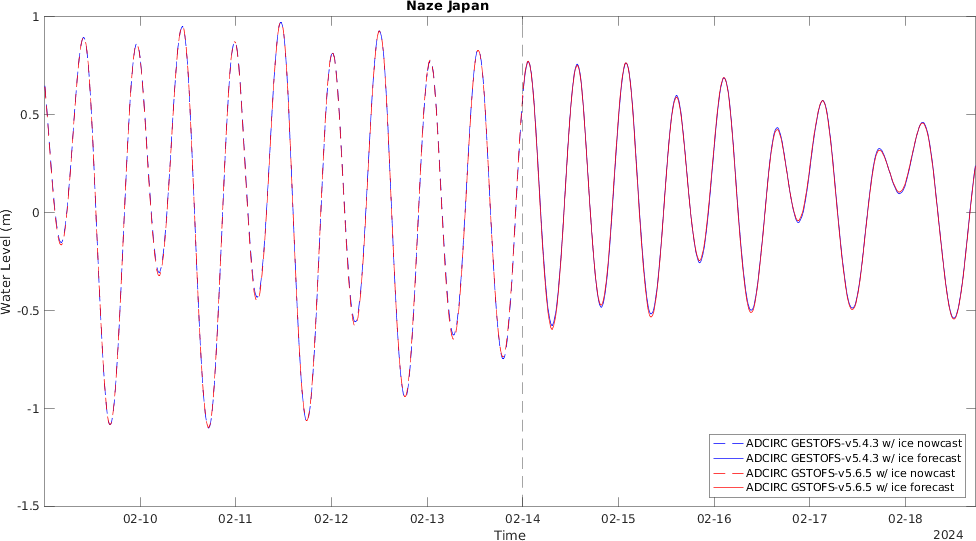 Naze Japan
1
0.5
0
-0.5
-1
-1.5
Water Level (m)
02-10 02-11 02-12 02-13 02-14 02-15 02-16 02-17 02-18
Time
2024
ADCIRC GESTOFS-v5.4.3 w/ ice nowcast
ADCIRC GESTOFS-v5.4.3 w/ ice forecast
ADCIRC GSTOFS-v5.6.5 w/ ice nowcast
ADCIRC GSTOFS-v5.6.5 w/ ice forecast